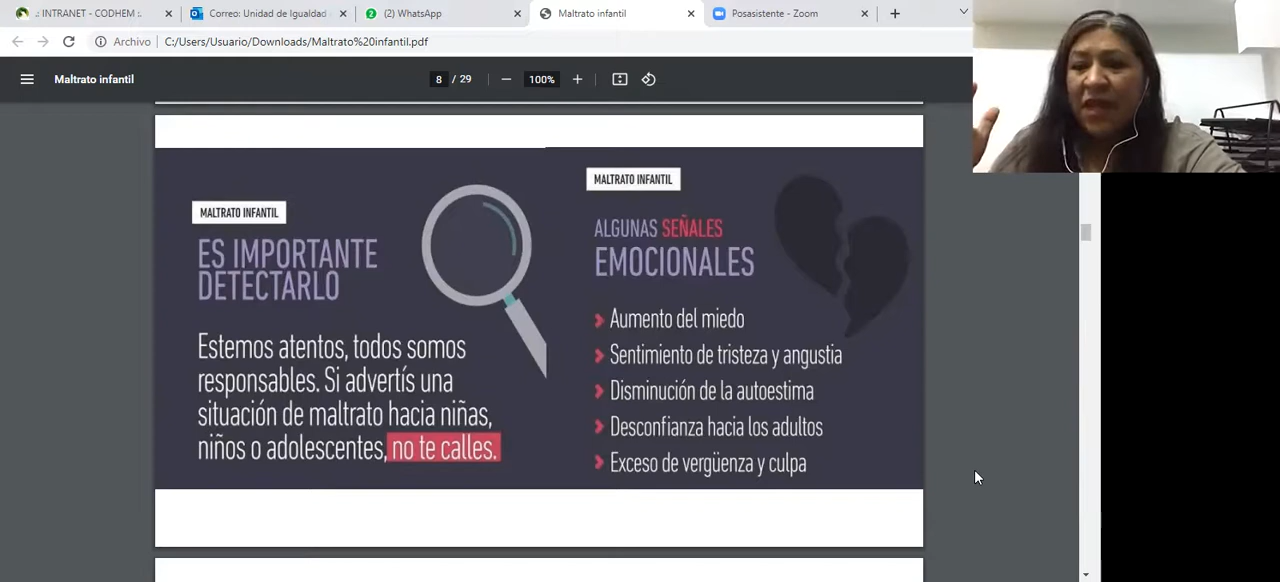 .: INTRANET - CODHEM :.
Correo: Unidad de Igualdad
(2) WhatsApp
Maltrato infantil
Posasistente - Zoom
Archivo
C:/Users/Usuario/Downloads/Maltrato%20infantil.pdf
Maltrato infantil
8 / 29
100%
MALTRATO INFANTIL
ES IMPORTANTE
DETECTARLO
Estemos atentos, todos somos
responsables. Si advertís una
situación de maltrato hacia niñas,
niños o adolescentes, no te calles.
MALTRATO INFANTIL
ALGUNAS SEÑALES
EMOCIONALES
Aumento del miedo
Sentimiento de tristeza y angustia
Disminución de la autoestima
Desconfianza hacia los adultos
Exceso de vergüenza y culpa